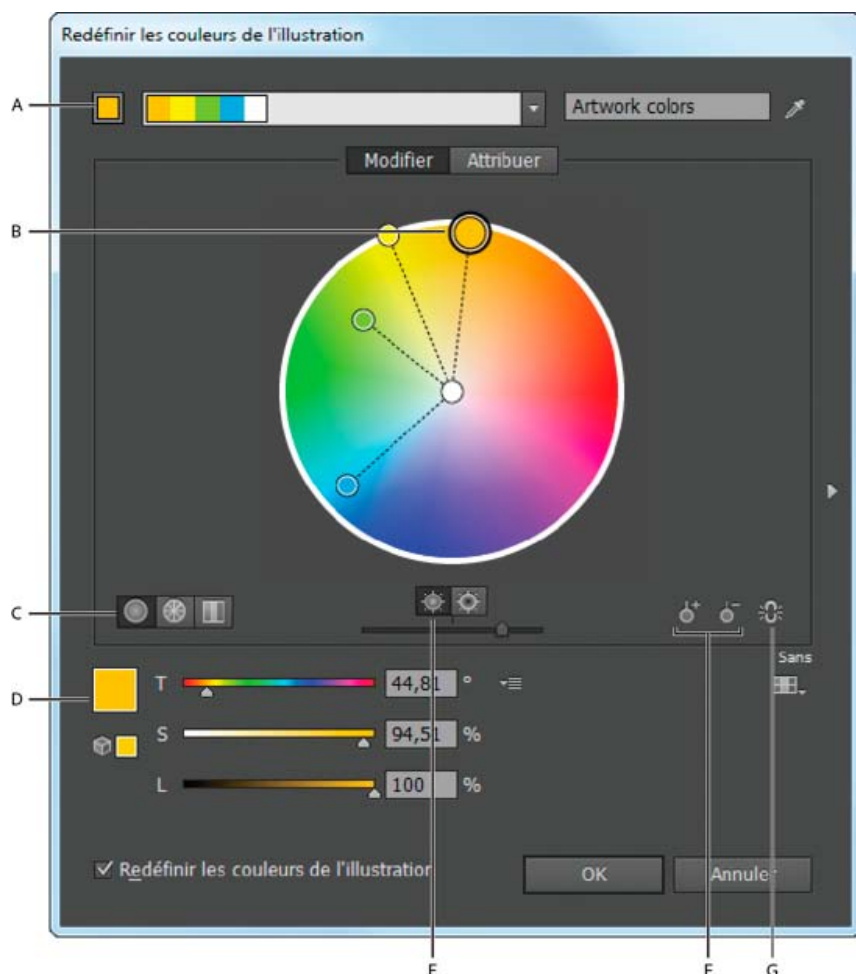 Redéfinir les couleurs de l'illustration
A
Artwork colors
Modifier Attribuer
B
C
Sans
D
T 44,81 °
S 94,51 %
L 100 %
Redéfinir les couleurs de l'illustration
OK Annuler
E F G